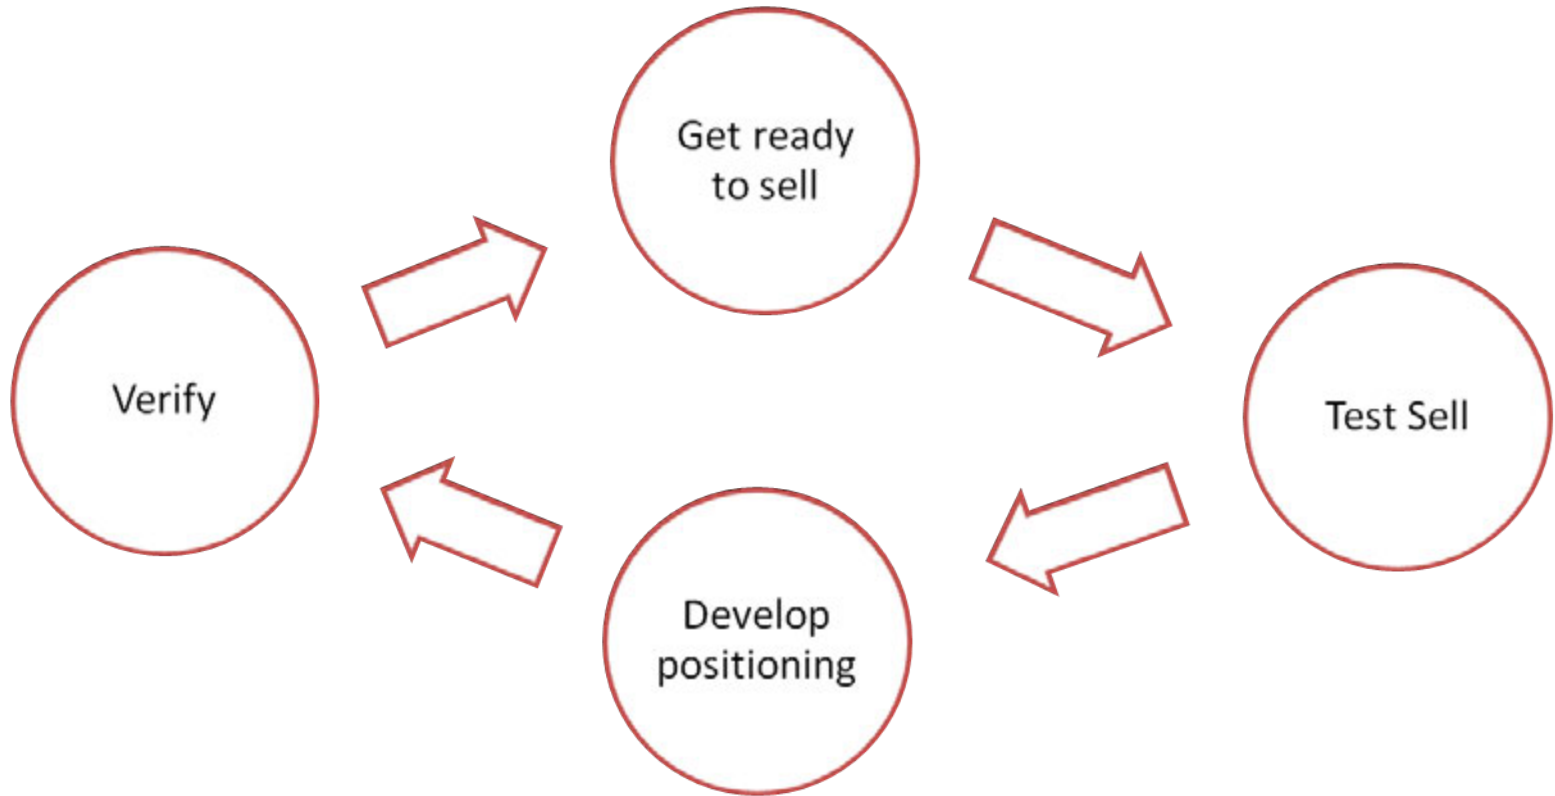 Get ready
to sell
Verify
Test Sell
Develop
positioning